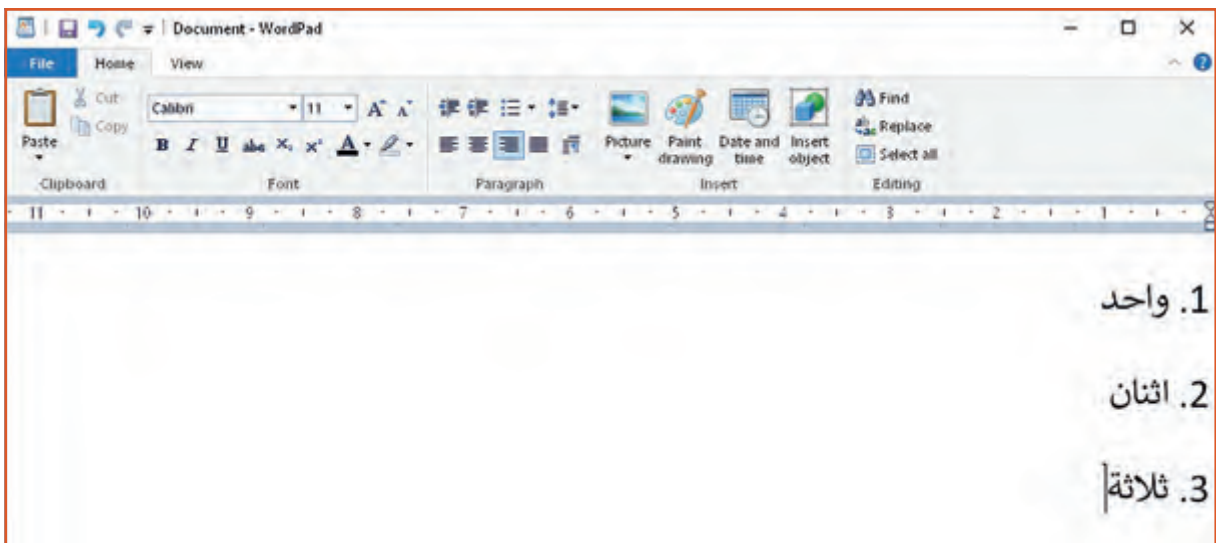 Document - WordPad
File Home View
Cut
Copy
Paste
Clipboard
Calibri 11 A A
B I U abc X₂ X² A
Font
Paragraph
Picture
Paint drawing
Date and time
Insert object
Insert
Find
Replace
Select all
Editing
11 10 9 8 7 6 5 4 3 2 1
1. واحد
2. اثنان
3. ثلاثة